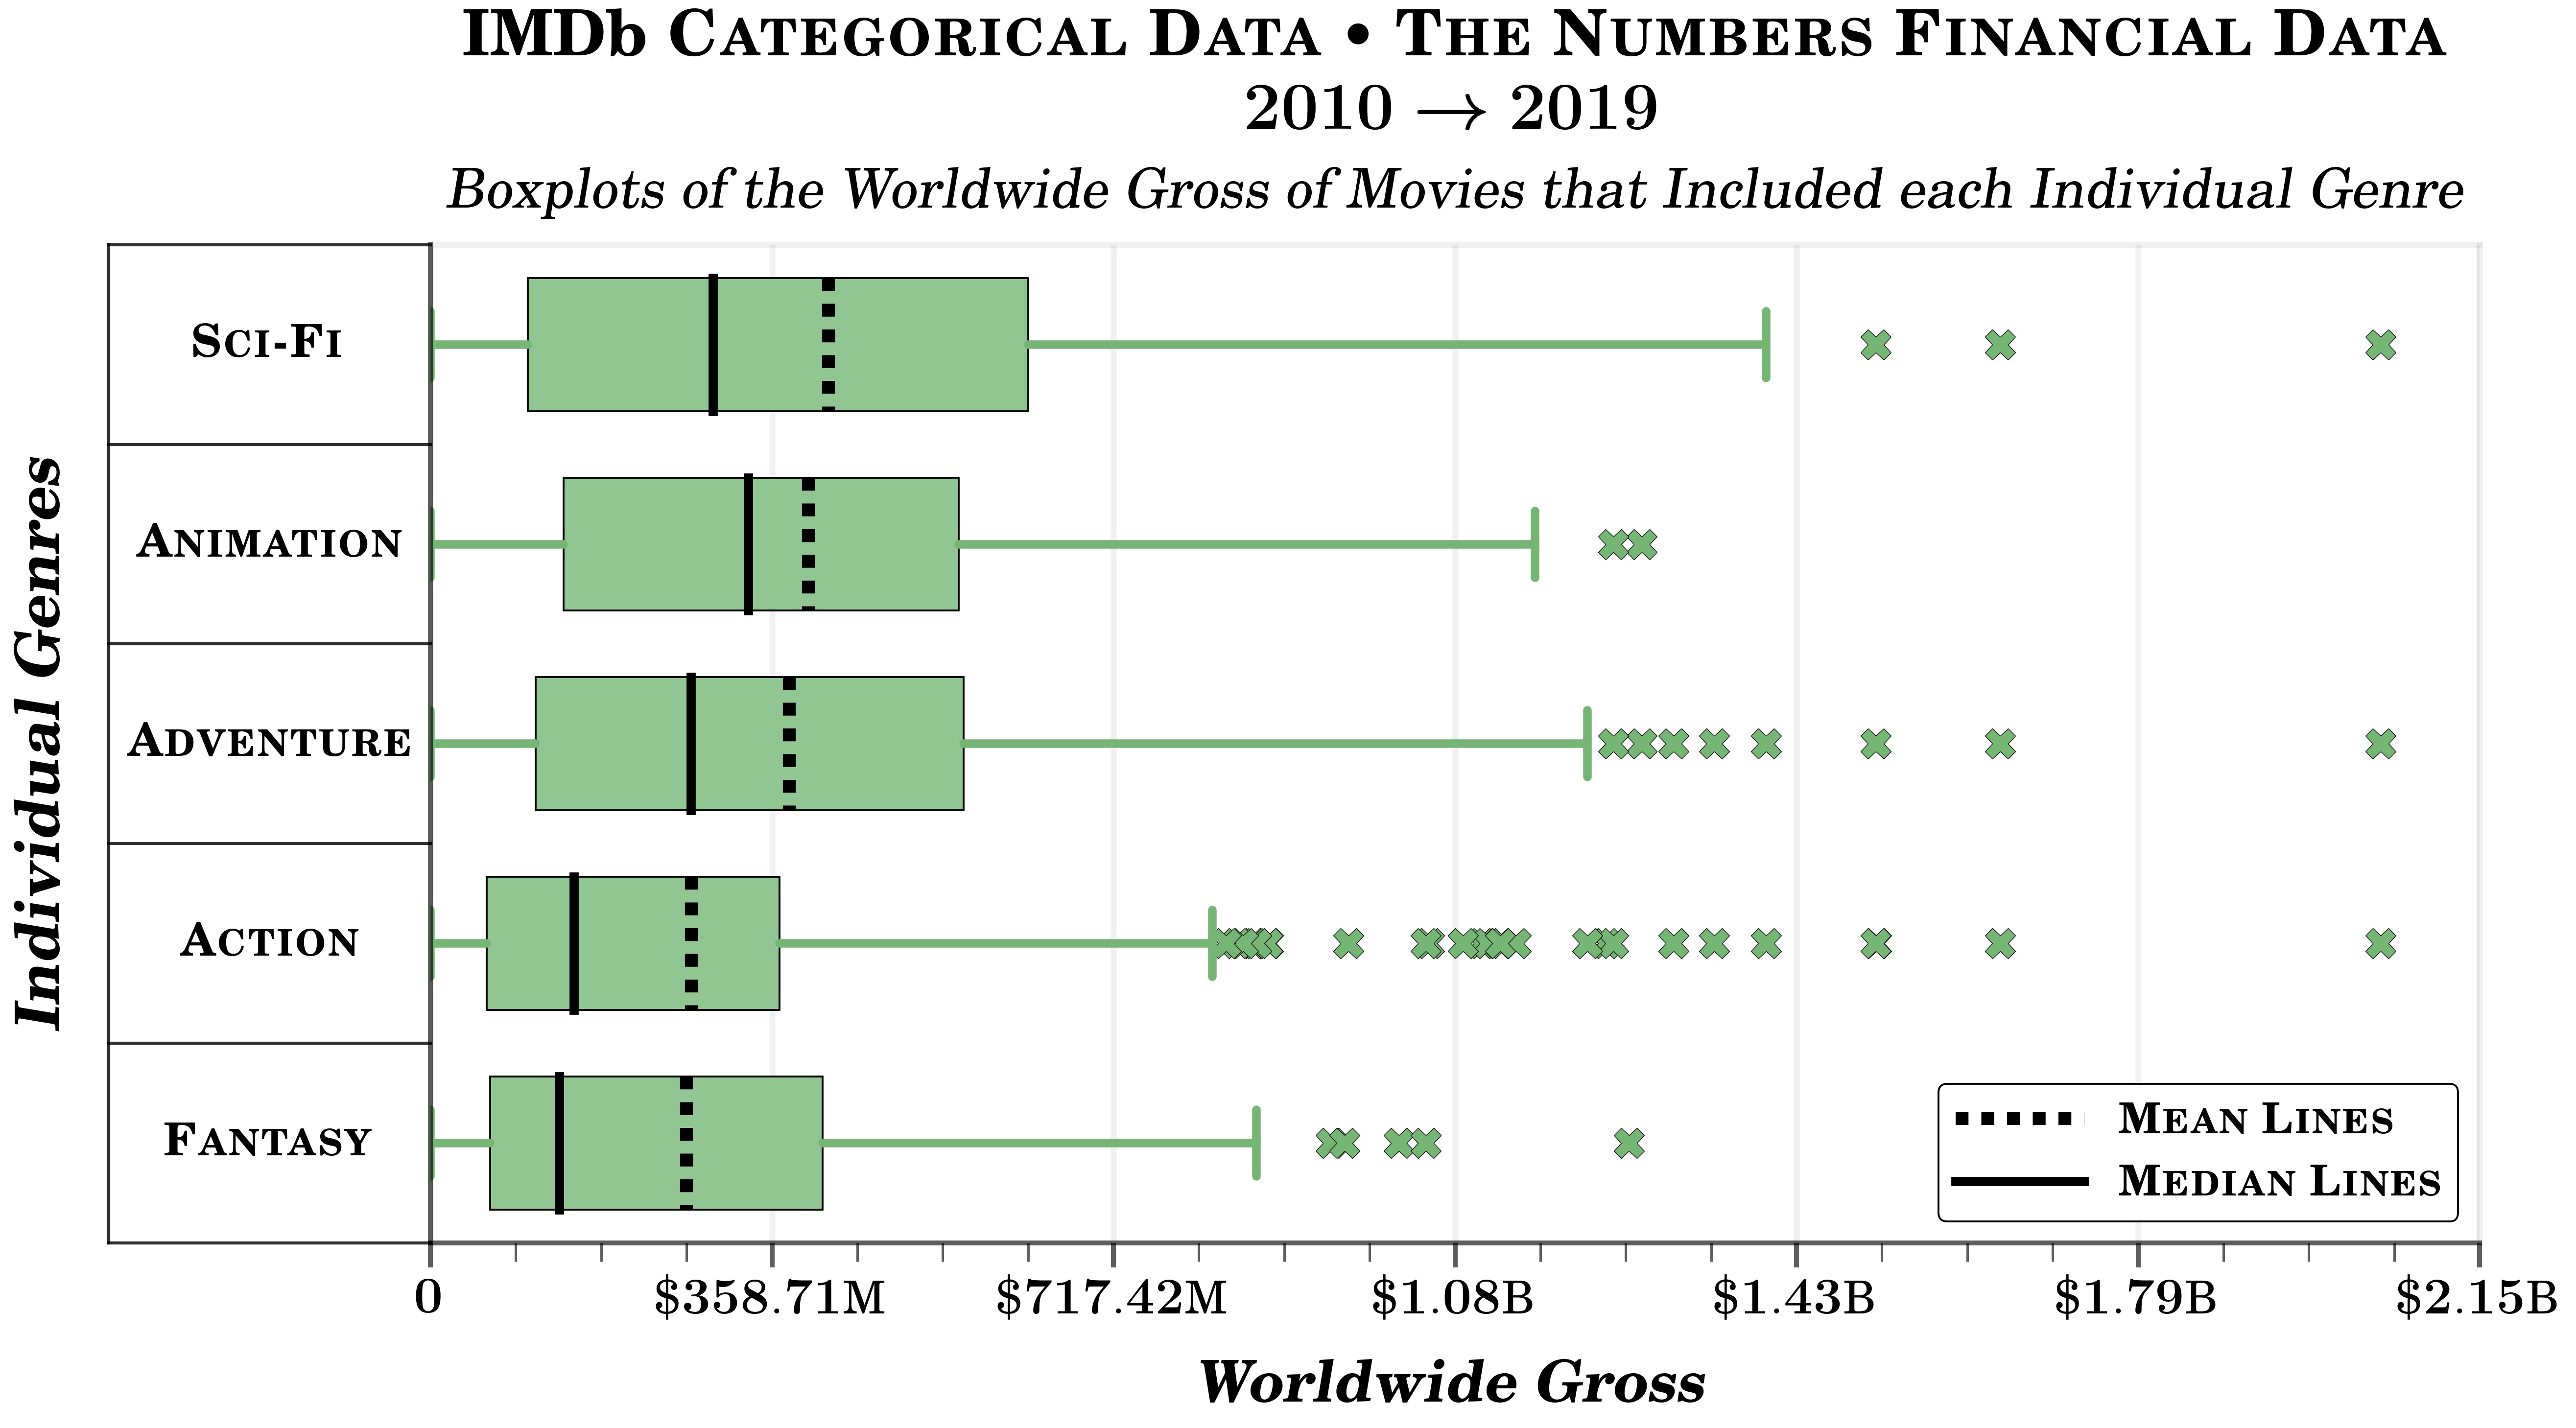 IMDb Categorical Data • The Numbers Financial Data
2010 → 2019
Boxplots of the Worldwide Gross of Movies that Included each Individual Genre
Individual Genres
Sci-Fi
Animation
Adventure
Action
Fantasy
Mean Lines
Median Lines
0 $358.71M $717.42M $1.08B $1.43B $1.79B $2.15B
Worldwide Gross